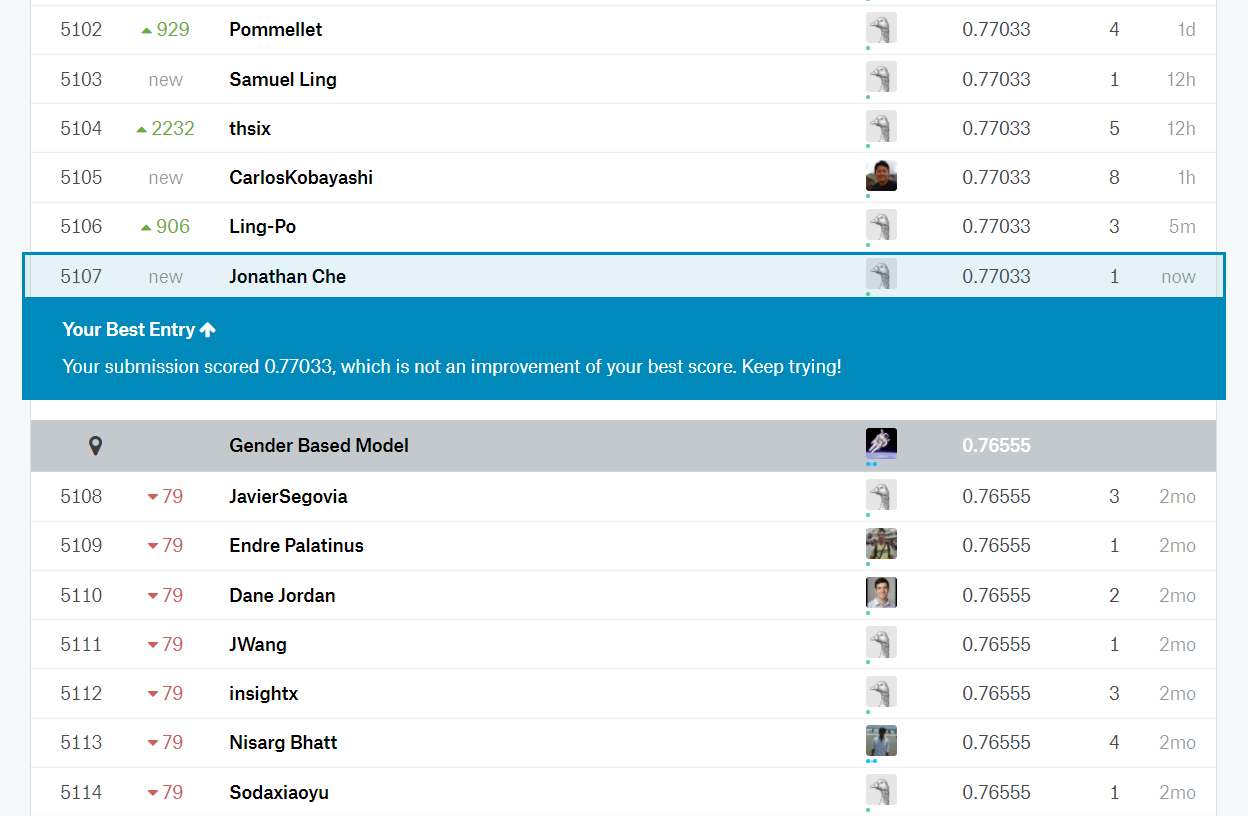 5102 929 Pommellet 0.77033 4 1d
5103 new Samuel Ling 0.77033 1 12h
5104 2232 thsix 0.77033 5 12h
5105 new CarlosKobayashi 0.77033 8 1h
5106 906 Ling-Po 0.77033 3 5m
5107 new Jonathan Che 0.77033 1 now
Your Best Entry
Your submission scored 0.77033, which is not an improvement of your best score. Keep trying!
Gender Based Model 0.76555
5108 79 JavierSegovia 0.76555 3 2mo
5109 79 Endre Palatinus 0.76555 1 2mo
5110 79 Dane Jordan 0.76555 2 2mo
5111 79 JWang 0.76555 1 2mo
5112 79 insightx 0.76555 3 2mo
5113 79 Nisarg Bhatt 0.76555 4 2mo
5114 79 Sodaxiaoyu 0.76555 1 2mo